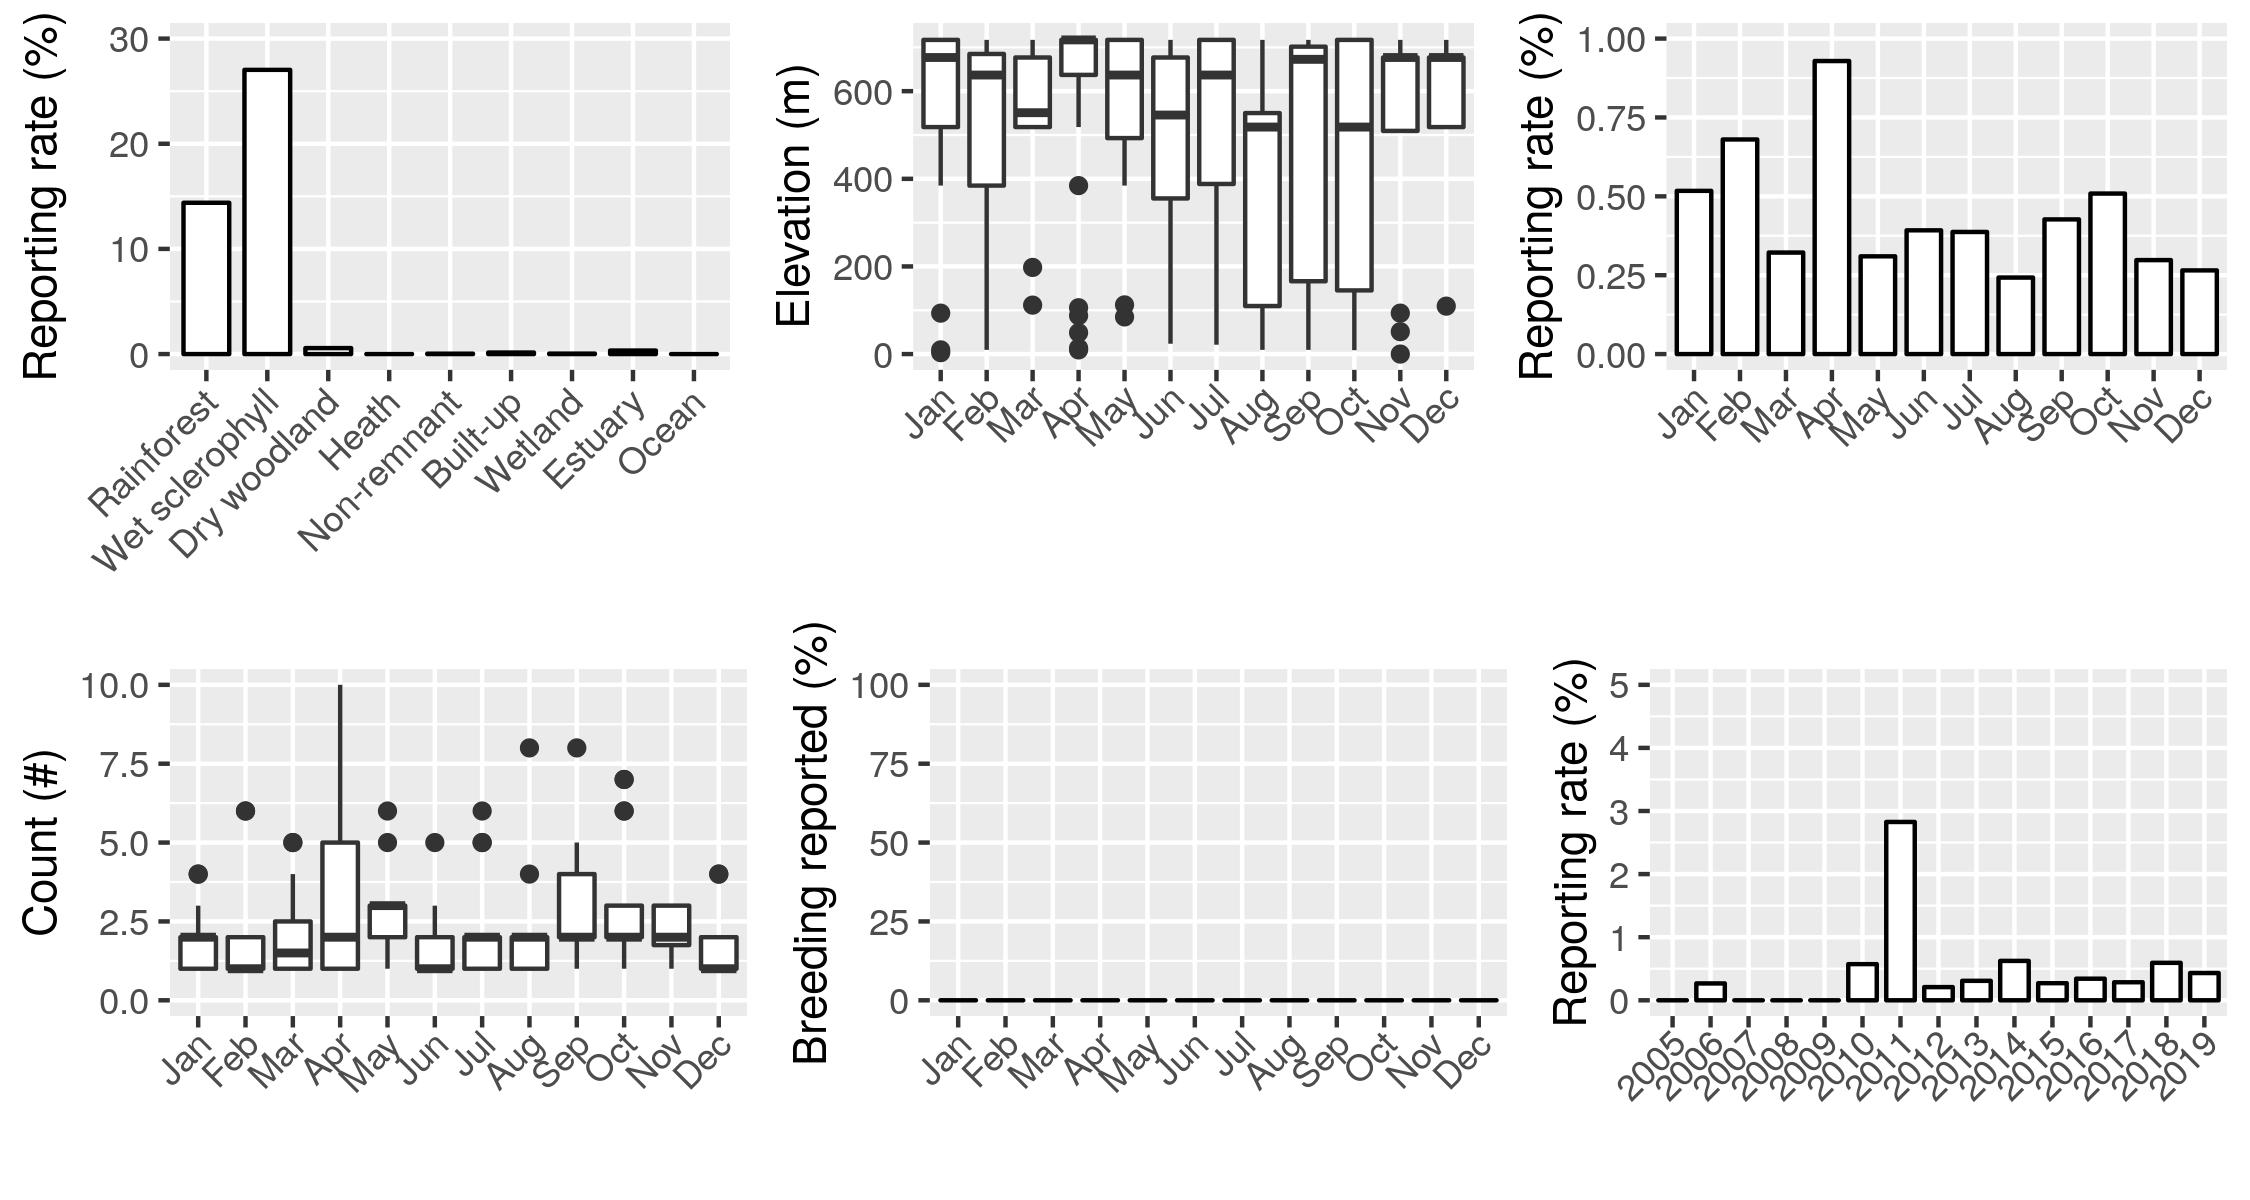 Reporting rate (%)
30
20
10
0
Rainforest
Wet sclerophyll
Dry woodland
Heath
Non-remnant
Built-up
Wetland
Estuary
Ocean
Elevation (m)
600
400
200
0
Jan
Feb
Mar
Apr
May
Jun
Jul
Aug
Sep
Oct
Nov
Dec
Reporting rate (%)
1.00
0.75
0.50
0.25
0.00
Jan
Feb
Mar
Apr
May
Jun
Jul
Aug
Sep
Oct
Nov
Dec
Count (#)
10.0
7.5
5.0
2.5
0.0
Jan
Feb
Mar
Apr
May
Jun
Jul
Aug
Sep
Oct
Nov
Dec
Breeding reported (%)
100
75
50
25
0
Jan
Feb
Mar
Apr
May
Jun
Jul
Aug
Sep
Oct
Nov
Dec
Reporting rate (%)
5
4
3
2
1
0
2005
2006
2007
2008
2009
2010
2011
2012
2013
2014
2015
2016
2017
2018
2019